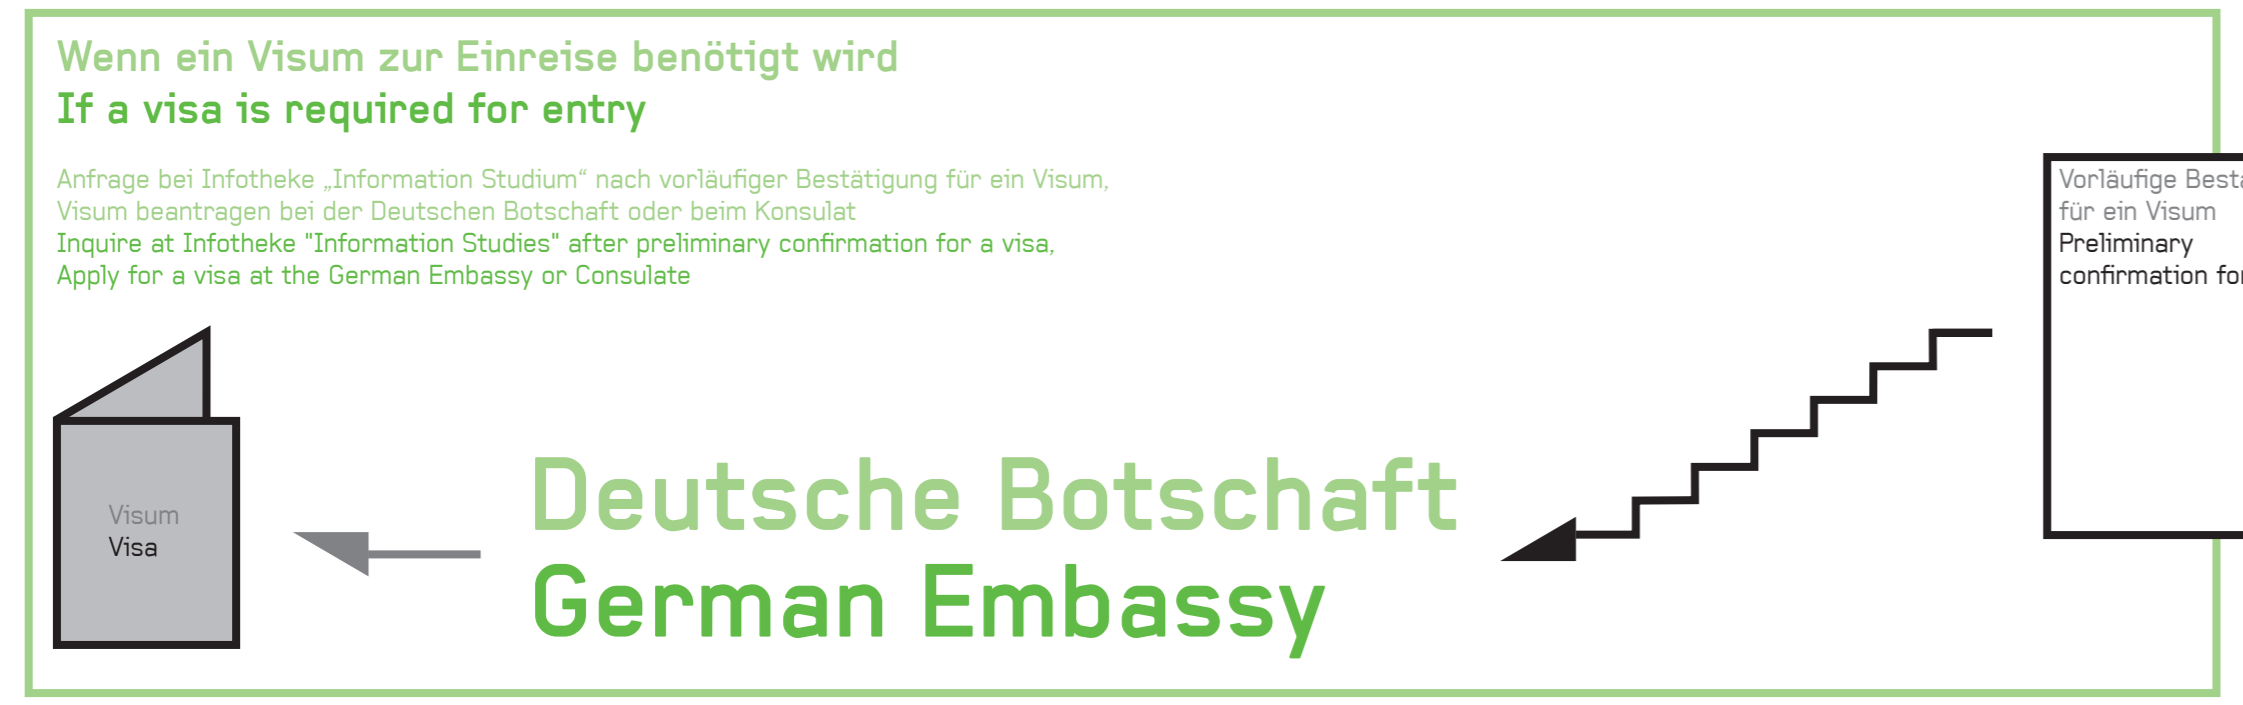 Wenn ein Visum zur Einreise benötigt wird
If a visa is required for entry
Anfrage bei Infotheke „Information Studium“ nach vorläufiger Bestätigung für ein Visum,
Visum beantragen bei der Deutschen Botschaft oder beim Konsulat
Inquire at Infotheke "Information Studies" after preliminary confirmation for a visa,
Apply for a visa at the German Embassy or Consulate
Vorläufige
für ein Visum
Preliminary
confirmation
Visum
Visa
Deutsche Botschaft
German Embassy